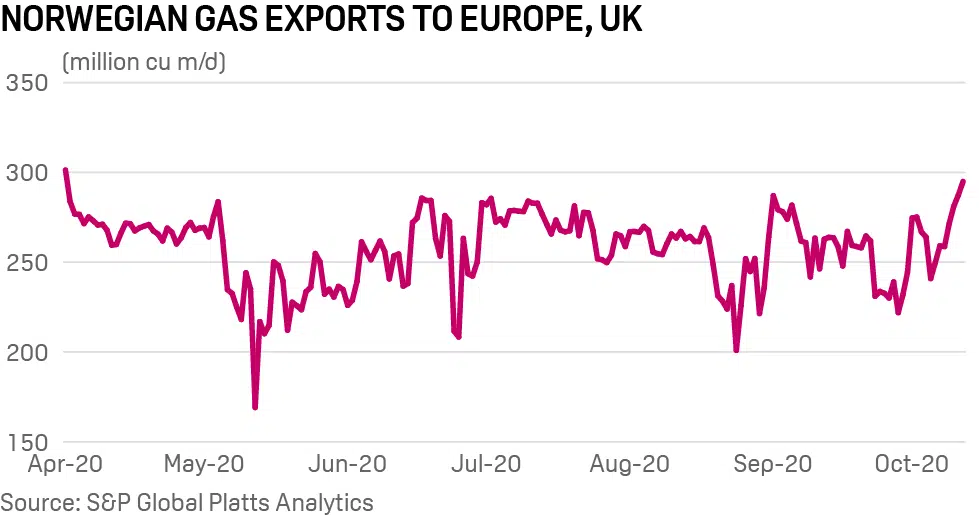 NORWEGIAN GAS EXPORTS TO EUROPE, UK
(million cu m/d)
350
300
250
200
150
Apr-20 May-20 Jun-20 Jul-20 Aug-20 Sep-20 Oct-20
Source: S&P Global Platts Analytics